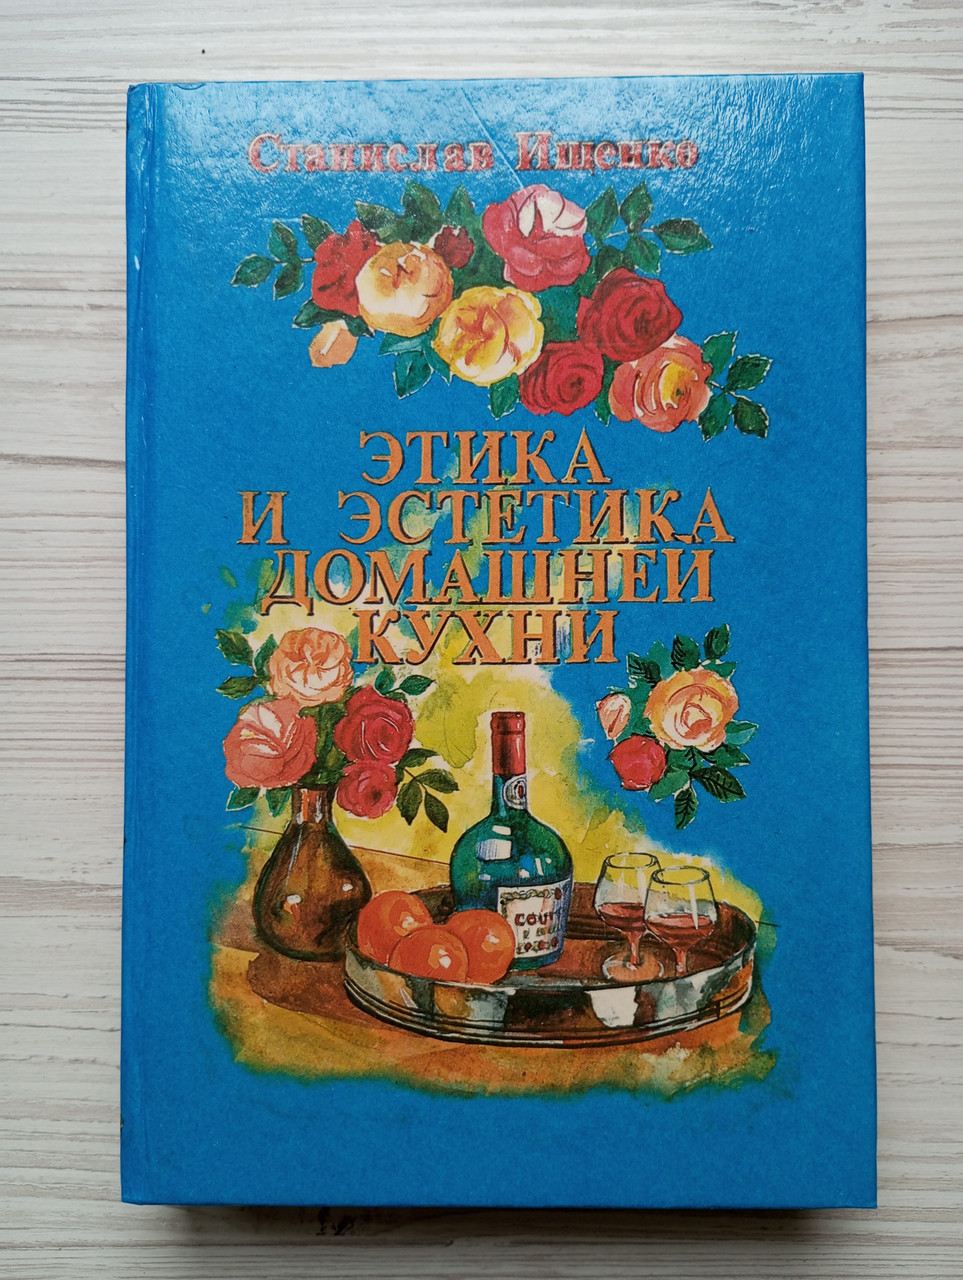 Станислав Ищенко
ЭТИКА
И ЭСТЕТИКА
ДОМАШНЕЙ
КУХНИ